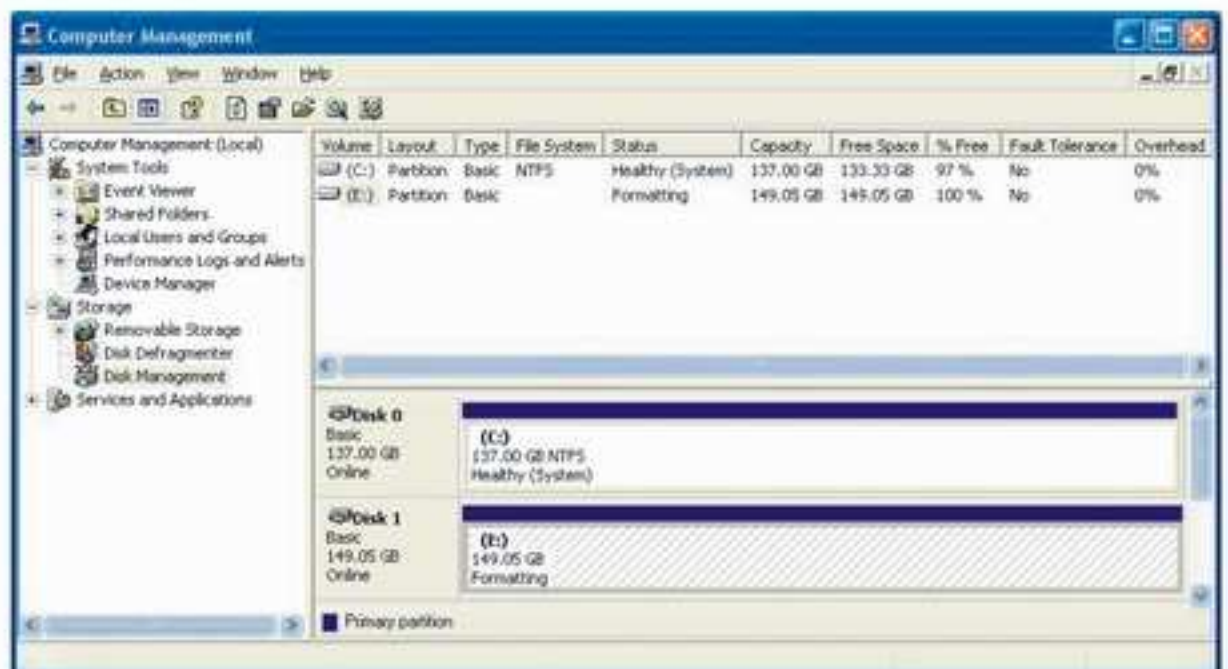 Computer Management
File Action View Window Help
Computer Management (Local)
System Tools
Event Viewer
Shared Folders
Local Users and Groups
Performance Logs and Alerts
Device Manager
Storage
Removable Storage
Disk Defragmenter
Disk Management
Services and Applications
Volume Layout Type File System Status Capacity Free Space % Free Fault Tolerance Overhead
(C:) Partition Basic NTFS Healthy (System) 137.00 GB 133.33 GB 97 % No 0%
(E:) Partition Basic Formatting 149.05 GB 149.05 GB 100 % No 0%
Disk 0
Basic
137.00 GB
Online
(C:)
137.00 GB NTFS
Healthy (System)
Disk 1
Basic
149.05 GB
Online
(E:)
149.05 GB
Formatting
Primary partition